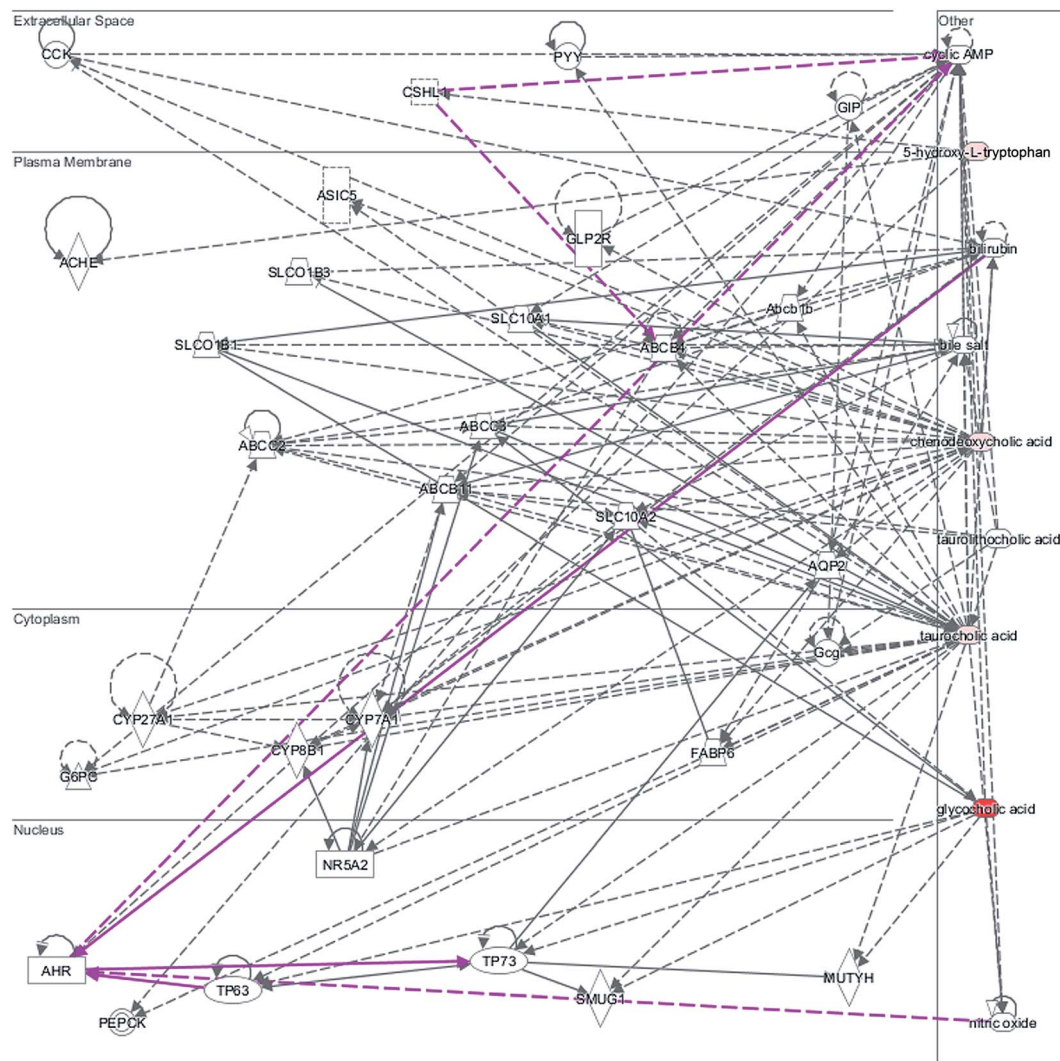 Extracellular Space
Other
CCK
PYY
cyclic AMP
CSHL1
GIP
5-hydroxy-L-tryptophan
Plasma Membrane
ASIC5
GLP2R
bilirubin
ACHE
SLCO1B3
Abcb1b
SLC10A1
SLCO1B1
ABCB4
bile salt
ABCC3
chenodeoxycholic acid
ABCC2
ABCB11
SLC10A2
taurolithocholic acid
AQP2
Cytoplasm
taurocholic acid
Gcg
CYP27A1
CYP7A1
CYP8B1
FABP6
G6PC
glycocholic acid
Nucleus
NR5A2
TP73
AHR
MUTYH
TP63
SMUG1
PEPCK
nitric oxide